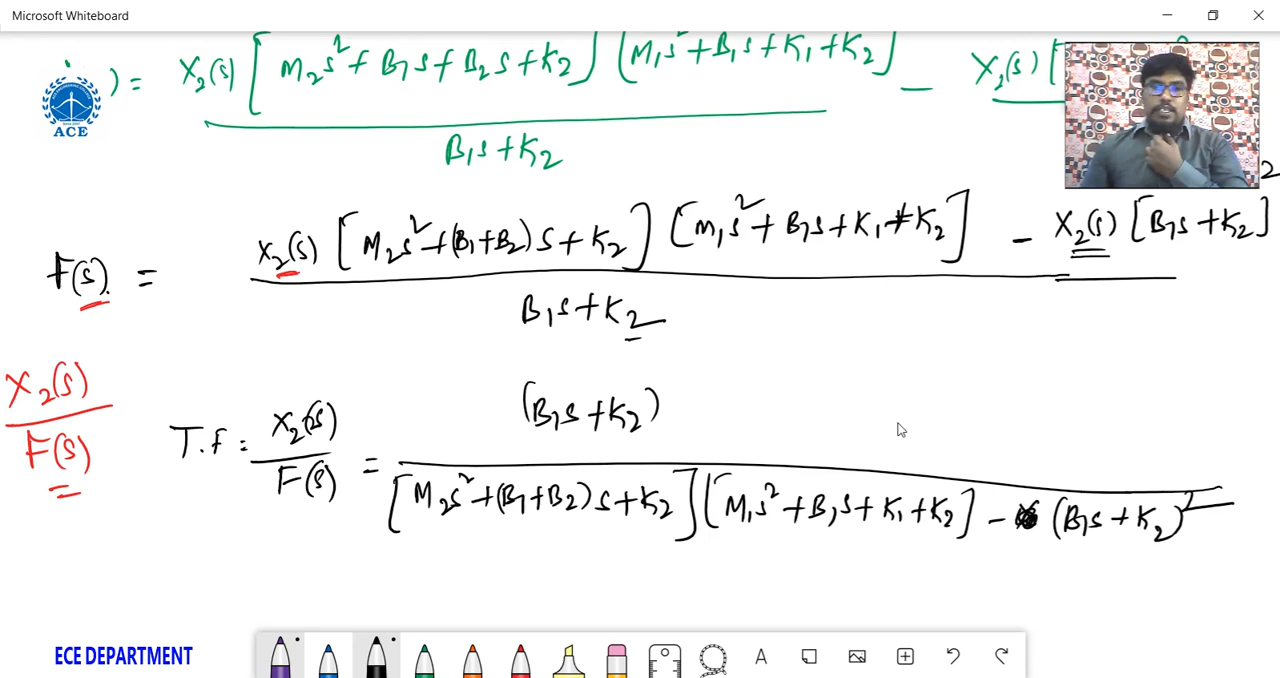 Microsoft Whiteboard
) = X₂(s) [M₂s² + B₁s + B₂s + K₂] (M₁s² + B₁s + K₁ + K₂] − X₂(s) [
ACE
B₁s + K₂
2
F(s) = X₂(s) [M₂s² + (B₁+B₂)s + K₂] [M₁s² + B₁s + K₁ + K₂] − X₂(s) [B₁s + K₂]
B₁s + K₂
X₂(s)
F(s)
T.f = X₂(s) / F(s) = (B₁s + K₂)
[M₂s² + (B₁+B₂)s + K₂] [M₁s² + B₁s + K₁ + K₂] − (B₁s + K₂)²
ECE DEPARTMENT
A